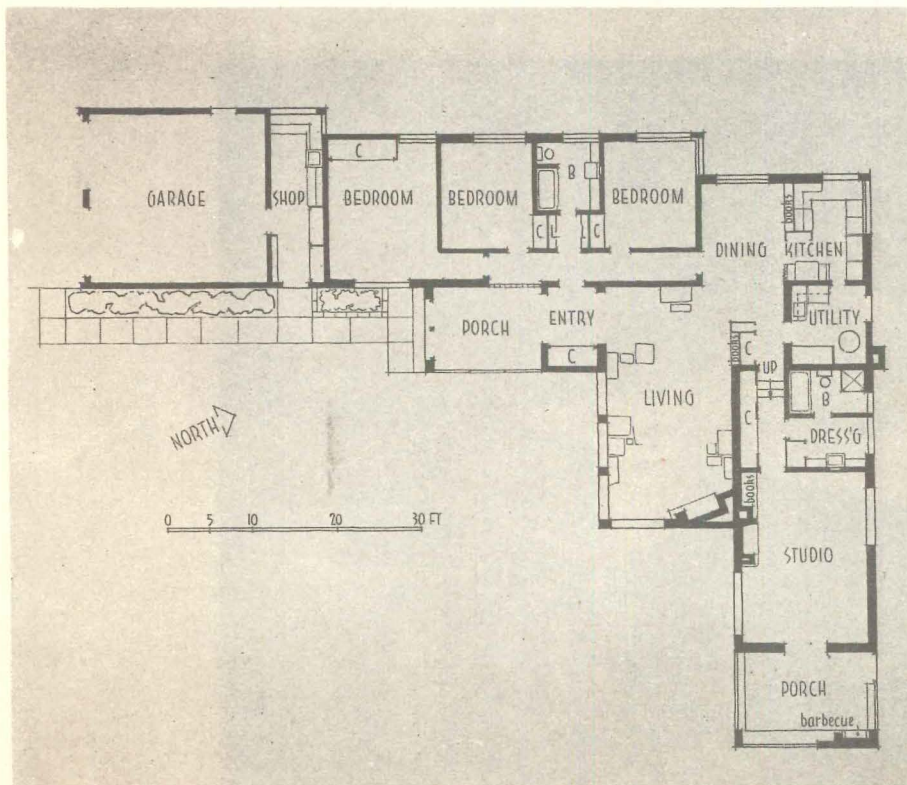 GARAGE
SHOP
C
BEDROOM
BEDROOM
B
C
L
L
C
BEDROOM
books
DINING
KITCHEN
PORCH
ENTRY
C
UTILITY
books
C
UP
LIVING
C
B
DRESS'G
NORTH
books
0 5 10 20 30 FT
STUDIO
PORCH
barbecue